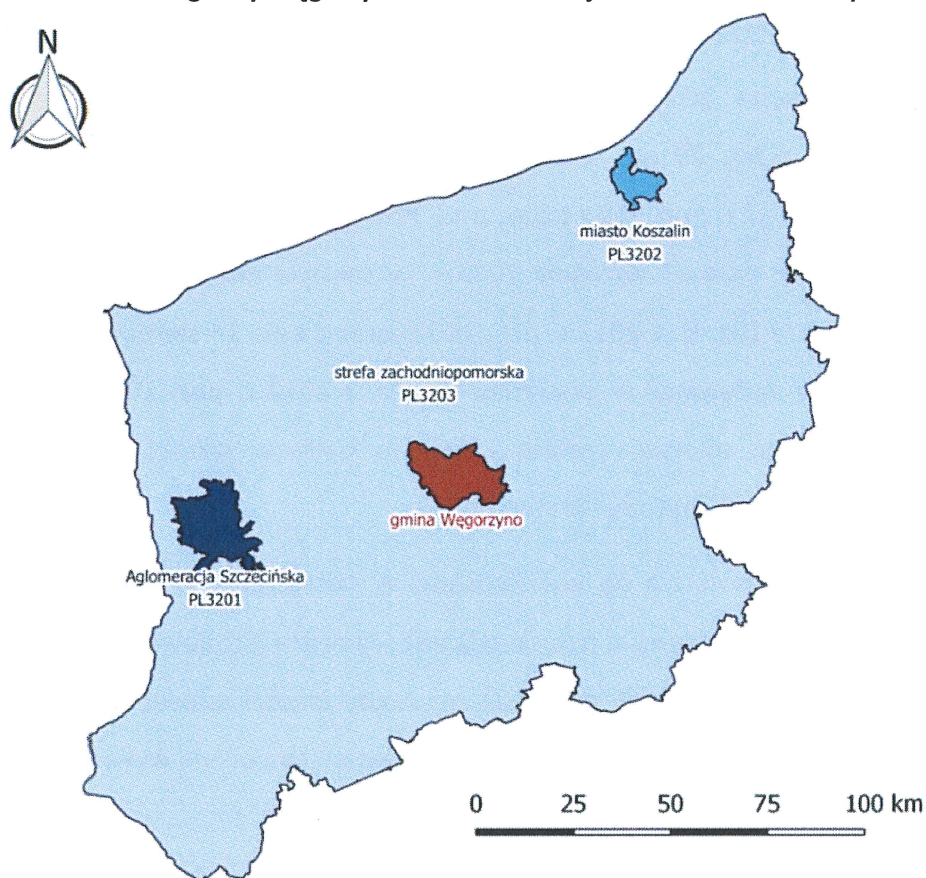 N
miasto Koszalin
PL3202
strefa zachodniopomorska
PL3203
gmina Węgorzyno
Aglomeracja Szczecińska
PL3201
0 25 50 75 100 km